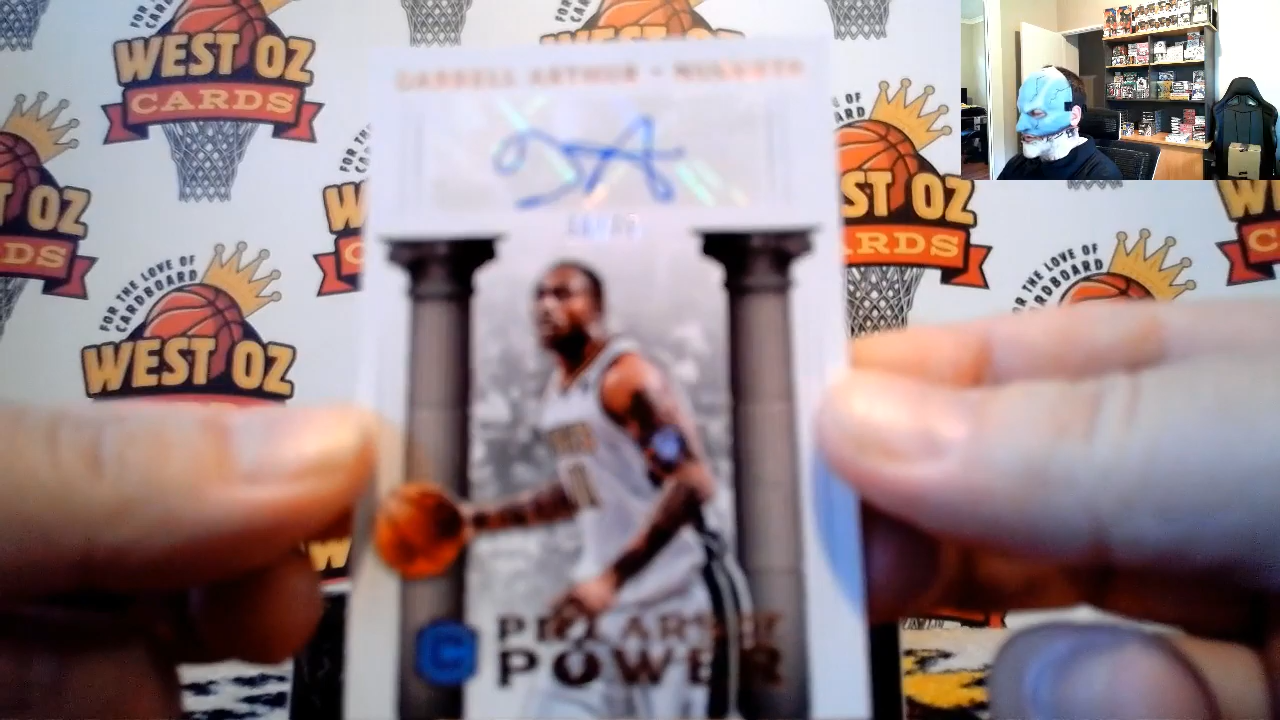 FOR THE LOVE OF
CARDBOARD
WEST OZ
CARDS
DARRELL ARTHUR • NUGGETS
PILLARS OF
POWER
C
WEST OZ
CARDS
FOR THE LOVE OF
CARDBOARD
WEST OZ